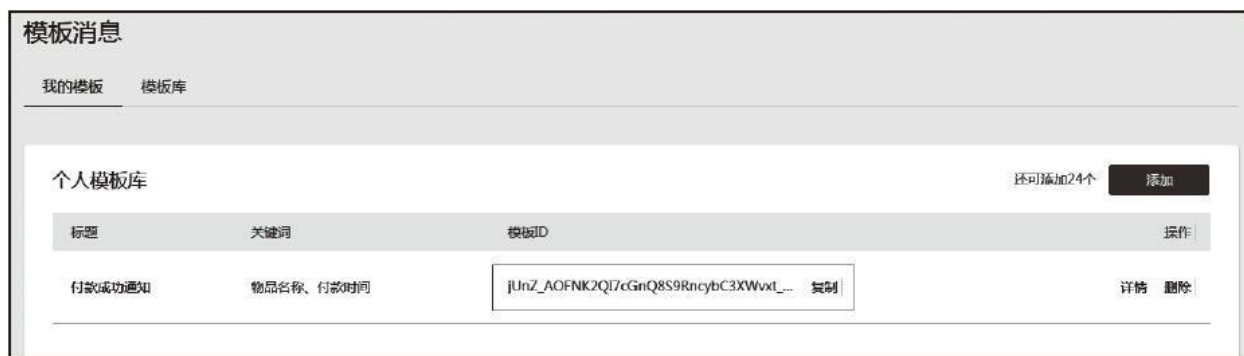 模板消息
我的模板 模板库
个人模板库 还可添加24个 添加
标题 关键词 模板ID 操作
付款成功通知 物品名称、付款时间 jUnZ_AOFNK2QI7cGnQ8S9RncybC3XWvxt_... 复制 详情 删除